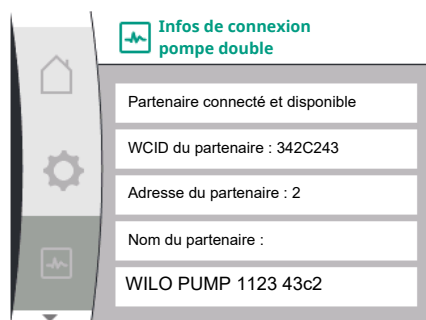 Infos de connexion
pompe double
Partenaire connecté et disponible
WCID du partenaire : 342C243
Adresse du partenaire : 2
Nom du partenaire :
WILO PUMP 1123 43c2